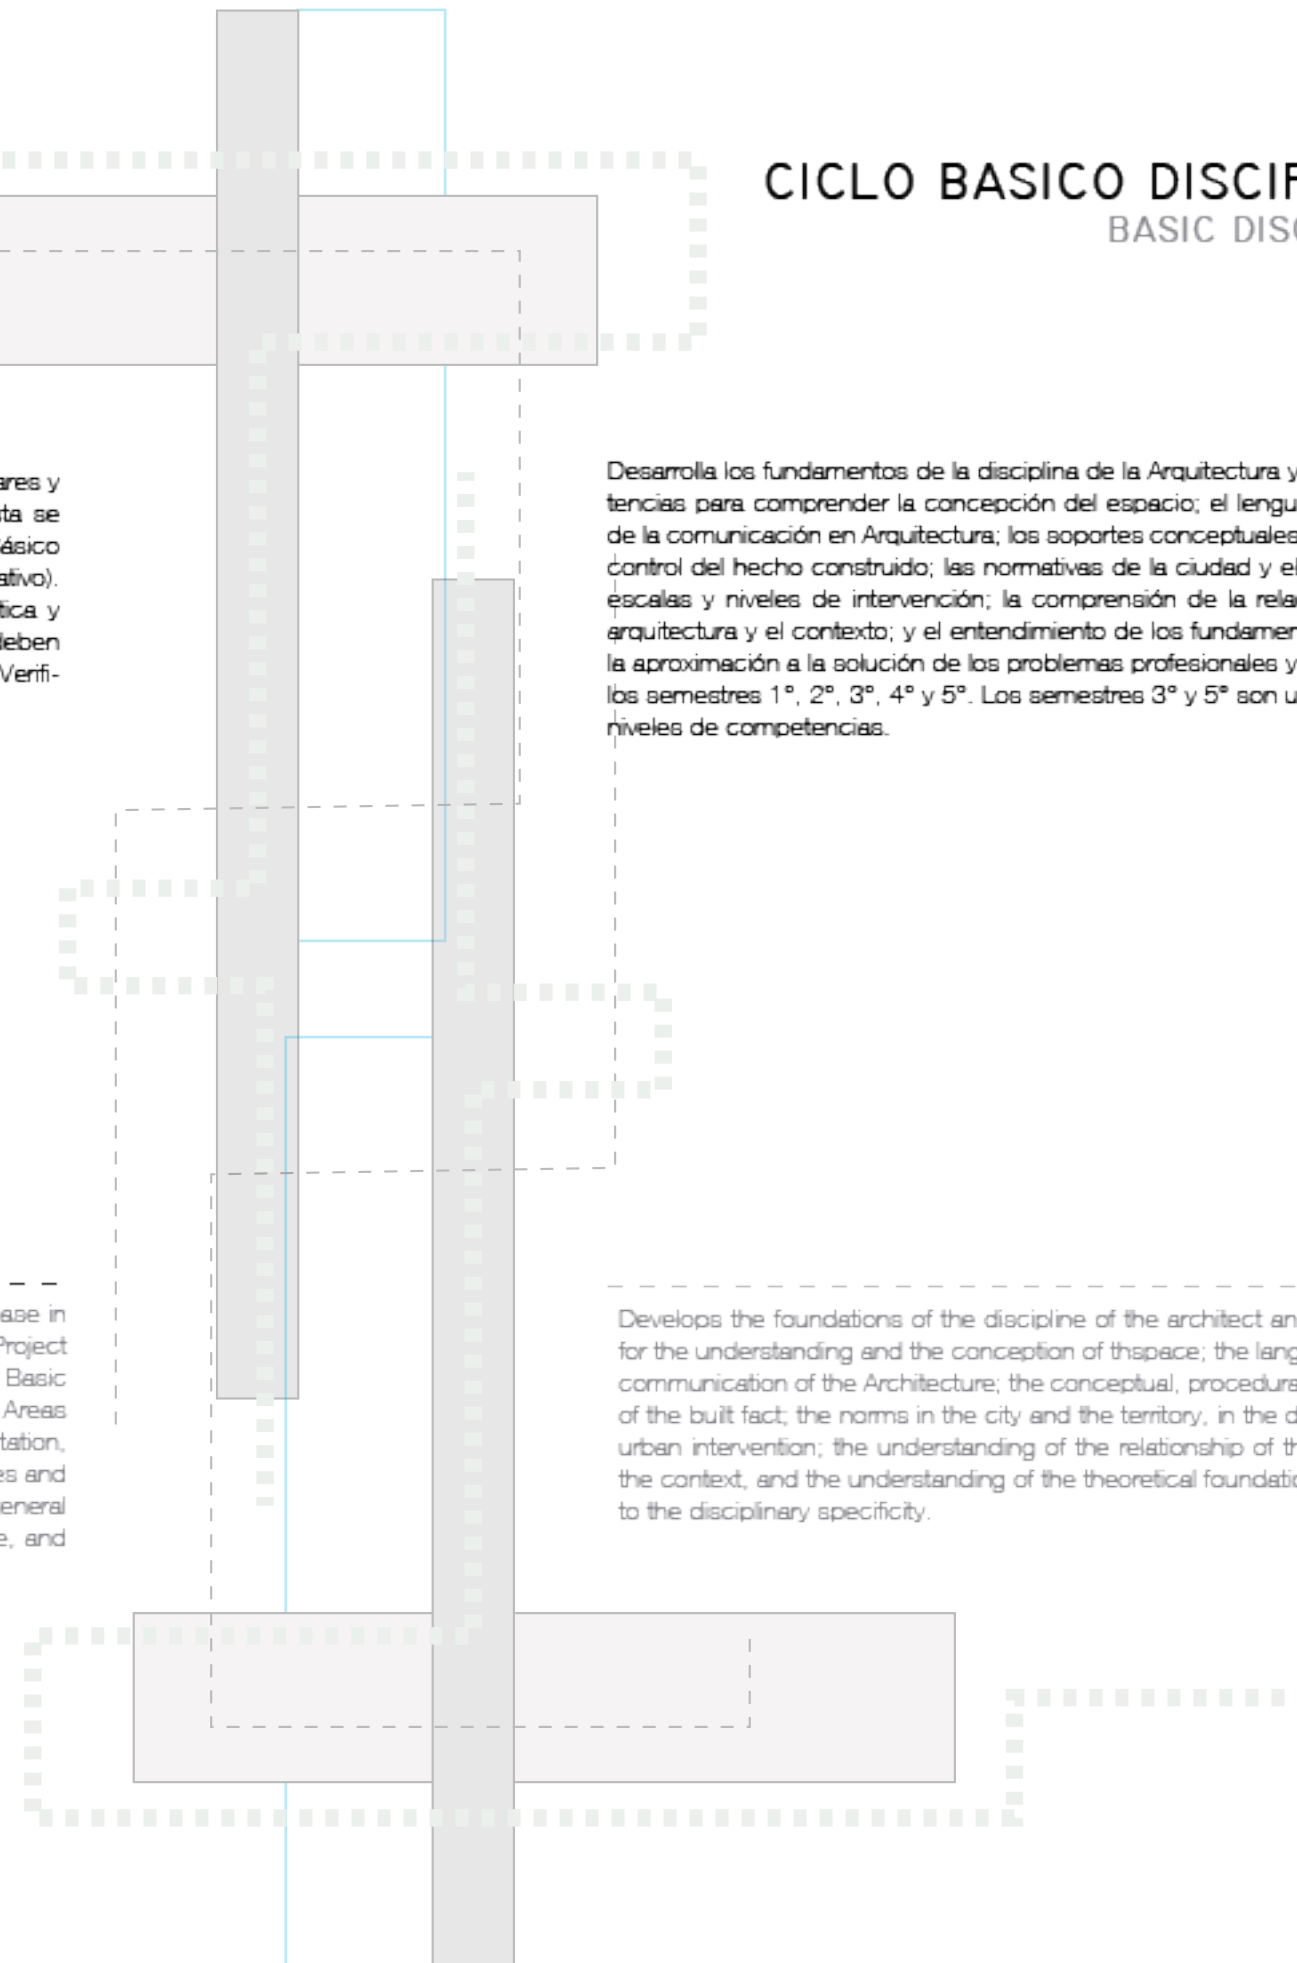 CICLO BASICO DISCIP
BASIC DISC
ares y
sta se
ásico
ativo).
tica y
deben
Verifi-
Desarrolla los fundamentos de la disciplina de la Arquitectura y
tencias para comprender la concepción del espacio; el lengu
de la comunicación en Arquitectura; los soportes conceptuales
control del hecho construido; las normativas de la ciudad y el
escalas y niveles de intervención; la comprensión de la rela
arquitectura y el contexto; y el entendimiento de los fundamen
la aproximación a la solución de los problemas profesionales y
los semestres 1°, 2°, 3°, 4° y 5°. Los semestres 3° y 5° son u
niveles de competencias.
ase in
Project
Basic
Areas
tation,
es and
eneral
e, and
Develops the foundations of the discipline of the architect an
for the understanding and the conception of thspace; the lang
communication of the Architecture; the conceptual, procedura
of the built fact; the norms in the city and the territory, in the d
urban intervention; the understanding of the relationship of th
the context, and the understanding of the theoretical foundatio
to the disciplinary specificity.